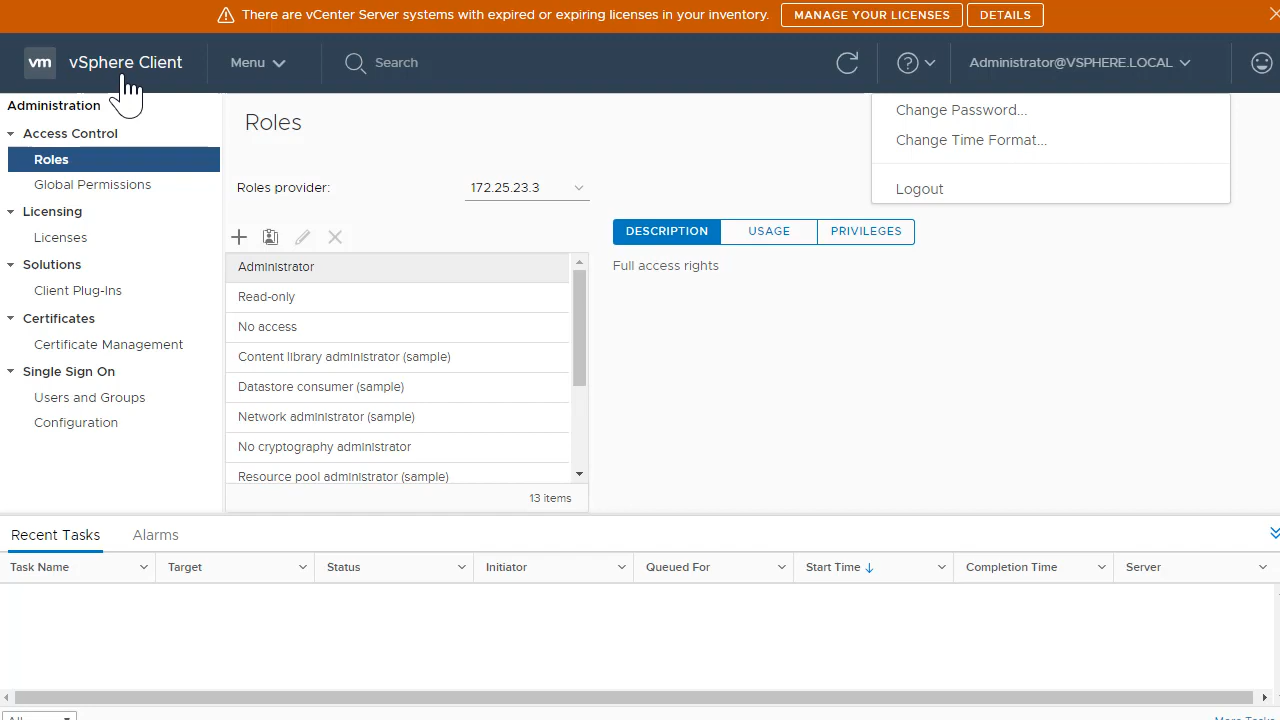 There are vCenter Server systems with expired or expiring licenses in your inventory.
MANAGE YOUR LICENSES
DETAILS
vm
vSphere Client
Menu
Search
Administrator@VSPHERE.LOCAL
Change Password...
Change Time Format...
Logout
Administration
Access Control
Roles
Global Permissions
Licensing
Licenses
Solutions
Client Plug-Ins
Certificates
Certificate Management
Single Sign On
Users and Groups
Configuration
Roles
Roles provider:
172.25.23.3
Administrator
Read-only
No access
Content library administrator (sample)
Datastore consumer (sample)
Network administrator (sample)
No cryptography administrator
Resource pool administrator (sample)
13 items
DESCRIPTION
USAGE
PRIVILEGES
Full access rights
Recent Tasks
Alarms
Task Name
Target
Status
Initiator
Queued For
Start Time
Completion Time
Server
All
More Tasks